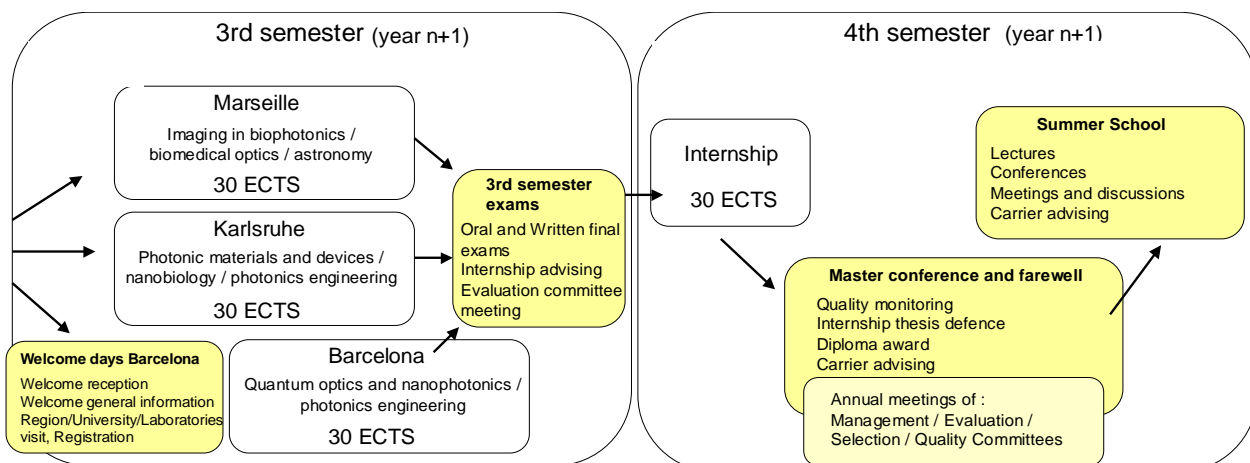 3rd semester (year n+1)
Marseille
Imaging in biophotonics /
biomedical optics / astronomy
30 ECTS
Karlsruhe
Photonic materials and devices /
nanobiology / photonics engineering
30 ECTS
Welcome days Barcelona
Welcome reception
Welcome general information
Region/University/Laboratories
visit, Registration
Barcelona
Quantum optics and nanophotonics /
photonics engineering
30 ECTS
3rd semester
exams
Oral and Written final
exams
Internship advising
Evaluation committee
meeting
4th semester (year n+1)
Internship
30 ECTS
Summer School
Lectures
Conferences
Meetings and discussions
Carrier advising
Master conference and farewell
Quality monitoring
Internship thesis defence
Diploma award
Carrier advising
Annual meetings of :
Management / Evaluation /
Selection / Quality Committees